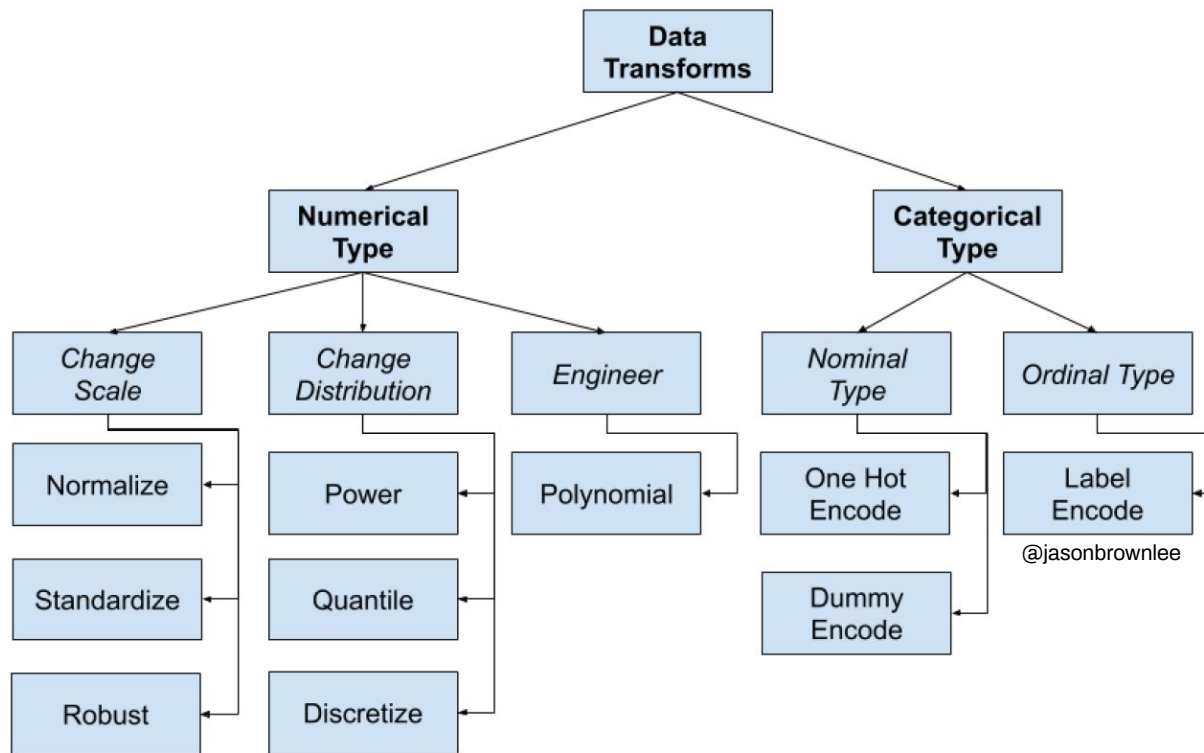 Data
Transforms
Numerical
Type
Categorical
Type
Change
Scale
Change
Distribution
Engineer
Nominal
Type
Ordinal Type
Normalize
Power
Polynomial
One Hot
Encode
Label
Encode
@jasonbrownlee
Standardize
Quantile
Dummy
Encode
Robust
Discretize